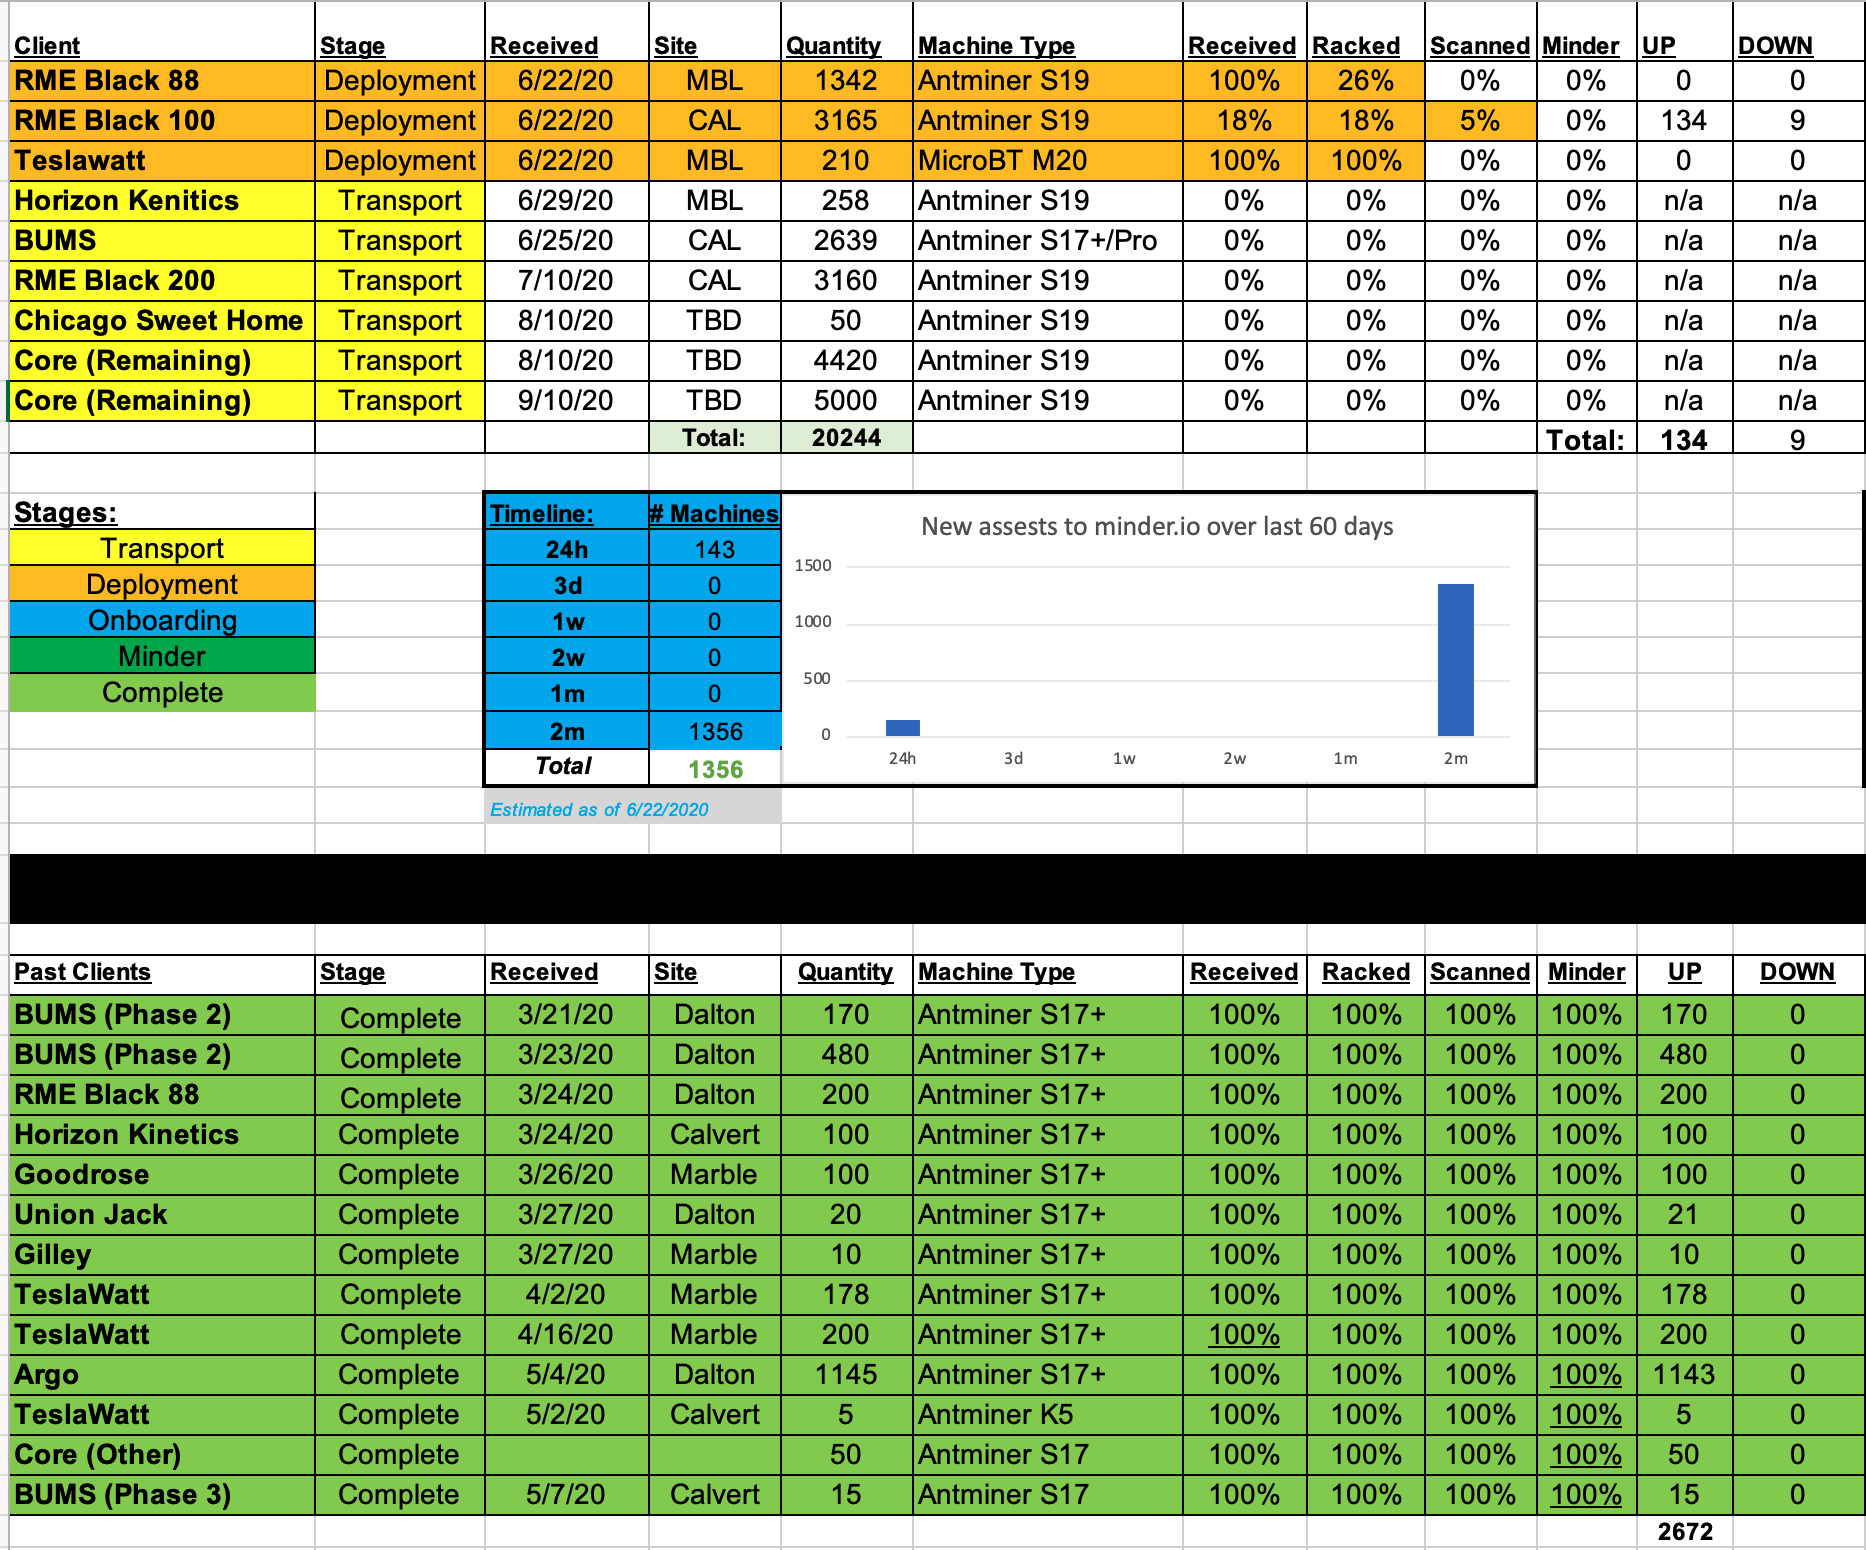 Client Stage Received Site Quantity Machine Type Received Racked Scanned Minder UP DOWN
RME Black 88 Deployment 6/22/20 MBL 1342 Antminer S19 100% 26% 0% 0% 0 0
RME Black 100 Deployment 6/22/20 CAL 3165 Antminer S19 18% 18% 5% 0% 134 9
Teslawatt Deployment 6/22/20 MBL 210 MicroBT M20 100% 100% 0% 0% 0 0
Horizon Kenitics Transport 6/29/20 MBL 258 Antminer S19 0% 0% 0% 0% n/a n/a
BUMS Transport 6/25/20 CAL 2639 Antminer S17+/Pro 0% 0% 0% 0% n/a n/a
RME Black 200 Transport 7/10/20 CAL 3160 Antminer S19 0% 0% 0% 0% n/a n/a
Chicago Sweet Home Transport 8/10/20 TBD 50 Antminer S19 0% 0% 0% 0% n/a n/a
Core (Remaining) Transport 8/10/20 TBD 4420 Antminer S19 0% 0% 0% 0% n/a n/a
Core (Remaining) Transport 9/10/20 TBD 5000 Antminer S19 0% 0% 0% 0% n/a n/a
Total: 20244 Total: 134 9
Stages:
Transport
Deployment
Onboarding
Minder
Complete
Timeline: # Machines
24h 143
3d 0
1w 0
2w 0
1m 0
2m 1356
Total 1356
Estimated as of 6/22/2020
New assests to minder.io over last 60 days
1500
1000
500
0
24h 3d 1w 2w 1m 2m
Past Clients Stage Received Site Quantity Machine Type Received Racked Scanned Minder UP DOWN
BUMS (Phase 2) Complete 3/21/20 Dalton 170 Antminer S17+ 100% 100% 100% 100% 170 0
BUMS (Phase 2) Complete 3/23/20 Dalton 480 Antminer S17+ 100% 100% 100% 100% 480 0
RME Black 88 Complete 3/24/20 Dalton 200 Antminer S17+ 100% 100% 100% 100% 200 0
Horizon Kinetics Complete 3/24/20 Calvert 100 Antminer S17+ 100% 100% 100% 100% 100 0
Goodrose Complete 3/26/20 Marble 100 Antminer S17+ 100% 100% 100% 100% 100 0
Union Jack Complete 3/27/20 Dalton 20 Antminer S17+ 100% 100% 100% 100% 21 0
Gilley Complete 3/27/20 Marble 10 Antminer S17+ 100% 100% 100% 100% 10 0
TeslaWatt Complete 4/2/20 Marble 178 Antminer S17+ 100% 100% 100% 100% 178 0
TeslaWatt Complete 4/16/20 Marble 200 Antminer S17+ 100% 100% 100% 100% 200 0
Argo Complete 5/4/20 Dalton 1145 Antminer S17+ 100% 100% 100% 100% 1143 0
TeslaWatt Complete 5/2/20 Calvert 5 Antminer K5 100% 100% 100% 100% 5 0
Core (Other) Complete 50 Antminer S17 100% 100% 100% 100% 50 0
BUMS (Phase 3) Complete 5/7/20 Calvert 15 Antminer S17 100% 100% 100% 100% 15 0
2672